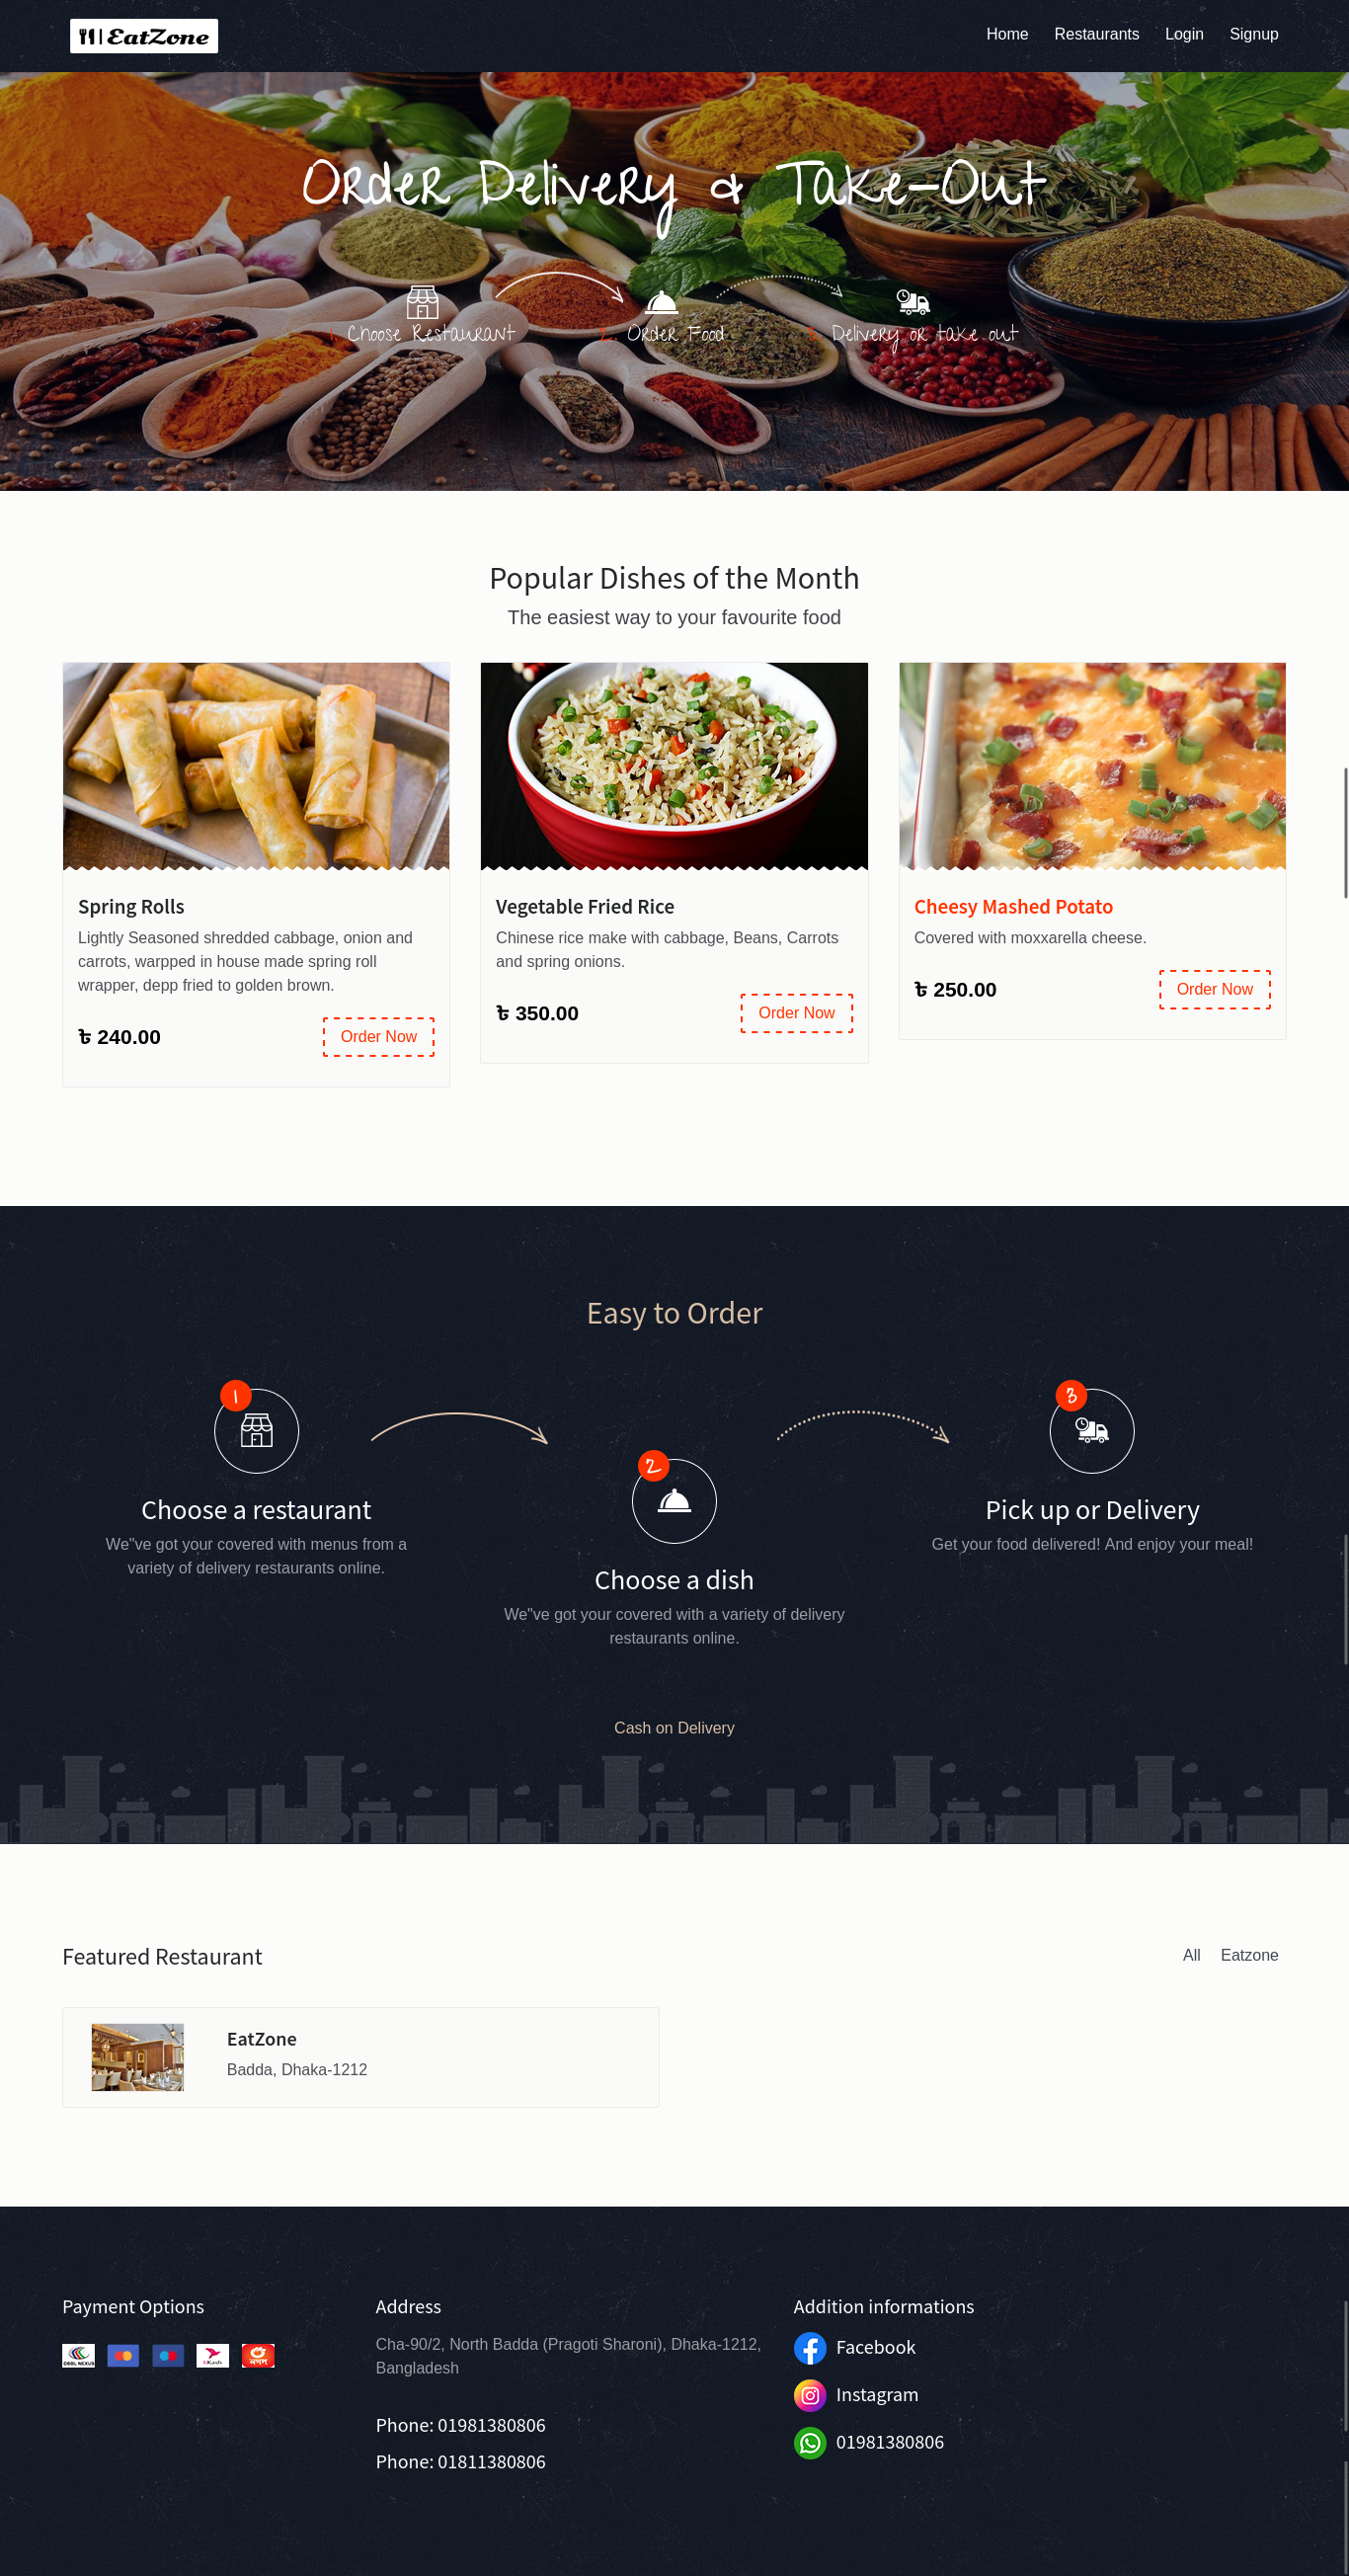 EatZone
Home Restaurants Login Signup
Order Delivery & Take-Out
1. Choose Restaurant
2. Order Food
3. Delivery or take out
Popular Dishes of the Month
The easiest way to your favourite food
Spring Rolls
Lightly Seasoned shredded cabbage, onion and
carrots, warpped in house made spring roll
wrapper, depp fried to golden brown.
৳ 240.00
Order Now
Vegetable Fried Rice
Chinese rice make with cabbage, Beans, Carrots
and spring onions.
৳ 350.00
Order Now
Cheesy Mashed Potato
Covered with moxxarella cheese.
৳ 250.00
Order Now
Easy to Order
1
Choose a restaurant
We"ve got your covered with menus from a
variety of delivery restaurants online.
2
Choose a dish
We"ve got your covered with a variety of delivery
restaurants online.
3
Pick up or Delivery
Get your food delivered! And enjoy your meal!
Cash on Delivery
Featured Restaurant
All Eatzone
EatZone
Badda, Dhaka-1212
Payment Options
DBBL NEXUS
bKash
নগদ
Address
Cha-90/2, North Badda (Pragoti Sharoni), Dhaka-1212,
Bangladesh
Phone: 01981380806
Phone: 01811380806
Addition informations
Facebook
Instagram
01981380806